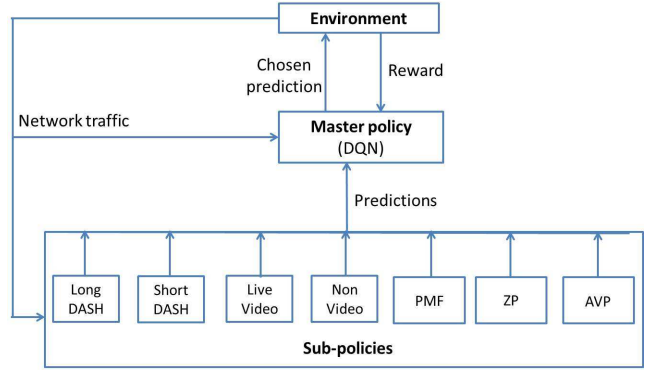 Environment
Chosen
prediction
Reward
Network traffic
Master policy
(DQN)
Predictions
Long
DASH
Short
DASH
Live
Video
Non
Video
PMF
ZP
AVP
Sub-policies